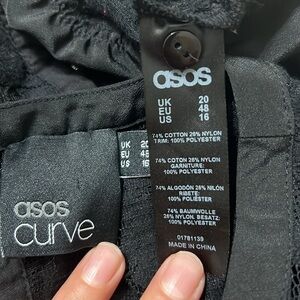 asos
UK 20
EU 48
US 16
74% COTTON 26% NYLON
TRIM: 100% POLYESTER
74% COTON 26% NYLON
GARNITURE:
100% POLYESTER
74% ALGODÓN 26% NILÓN
RIBETE:
100% POLIÉSTER
74% BAUMWOLLE
26% NYLON, BESATZ:
100% POLYESTER
01781139
MADE IN CHINA
UK 20
EU 48
US 16
asos
curve